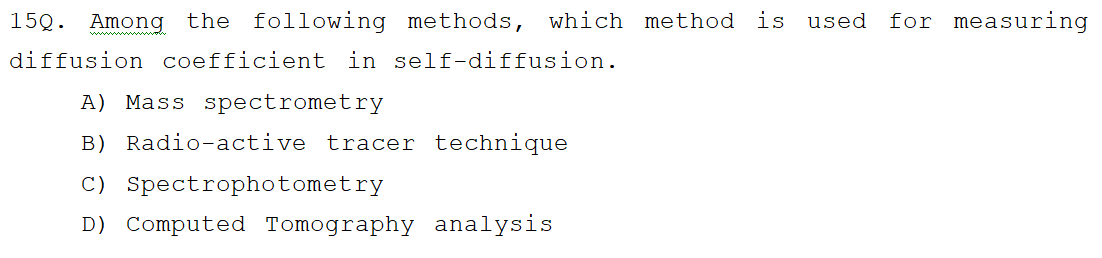 15Q. Among the following methods, which method is used for measuring
diffusion coefficient in self-diffusion.
A) Mass spectrometry
B) Radio-active tracer technique
C) Spectrophotometry
D) Computed Tomography analysis